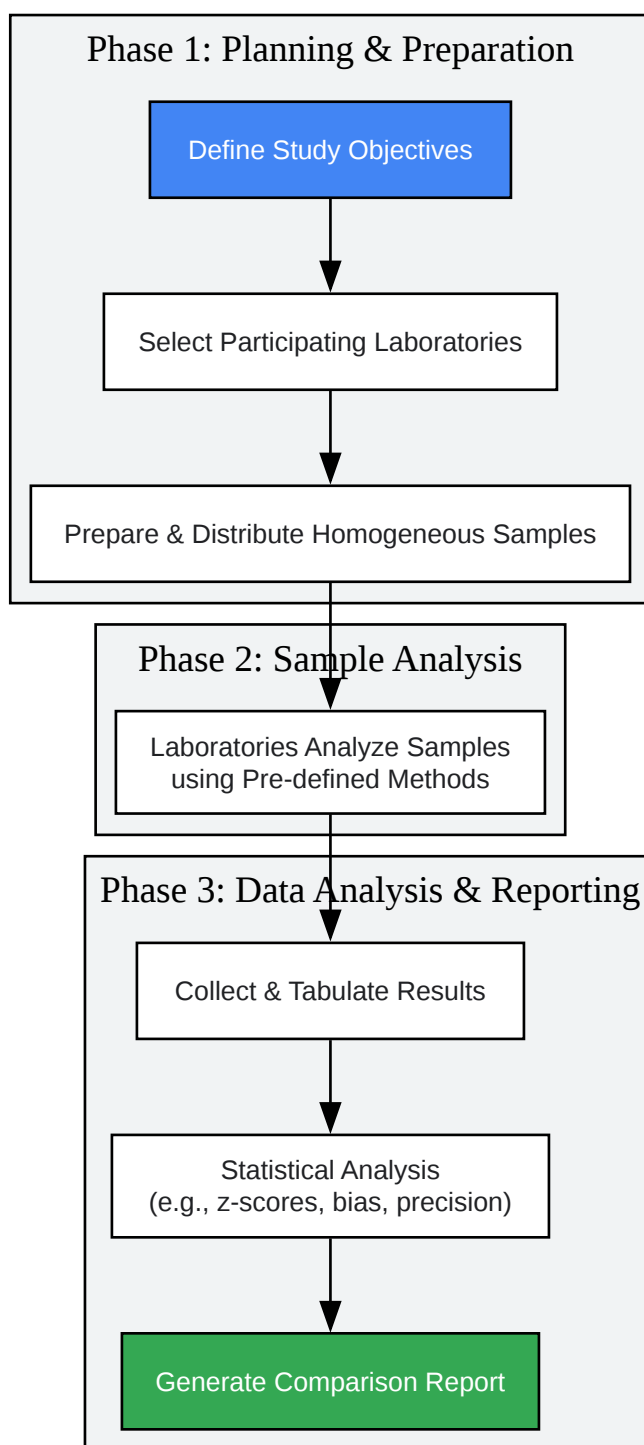 Phase 1: Planning & Preparation
Define Study Objectives
Select Participating Laboratories
Prepare & Distribute Homogeneous Samples
Phase 2: Sample Analysis
Laboratories Analyze Samples
using Pre-defined Methods
Phase 3: Data Analysis & Reporting
Collect & Tabulate Results
Statistical Analysis
(e.g., z-scores, bias, precision)
Generate Comparison Report